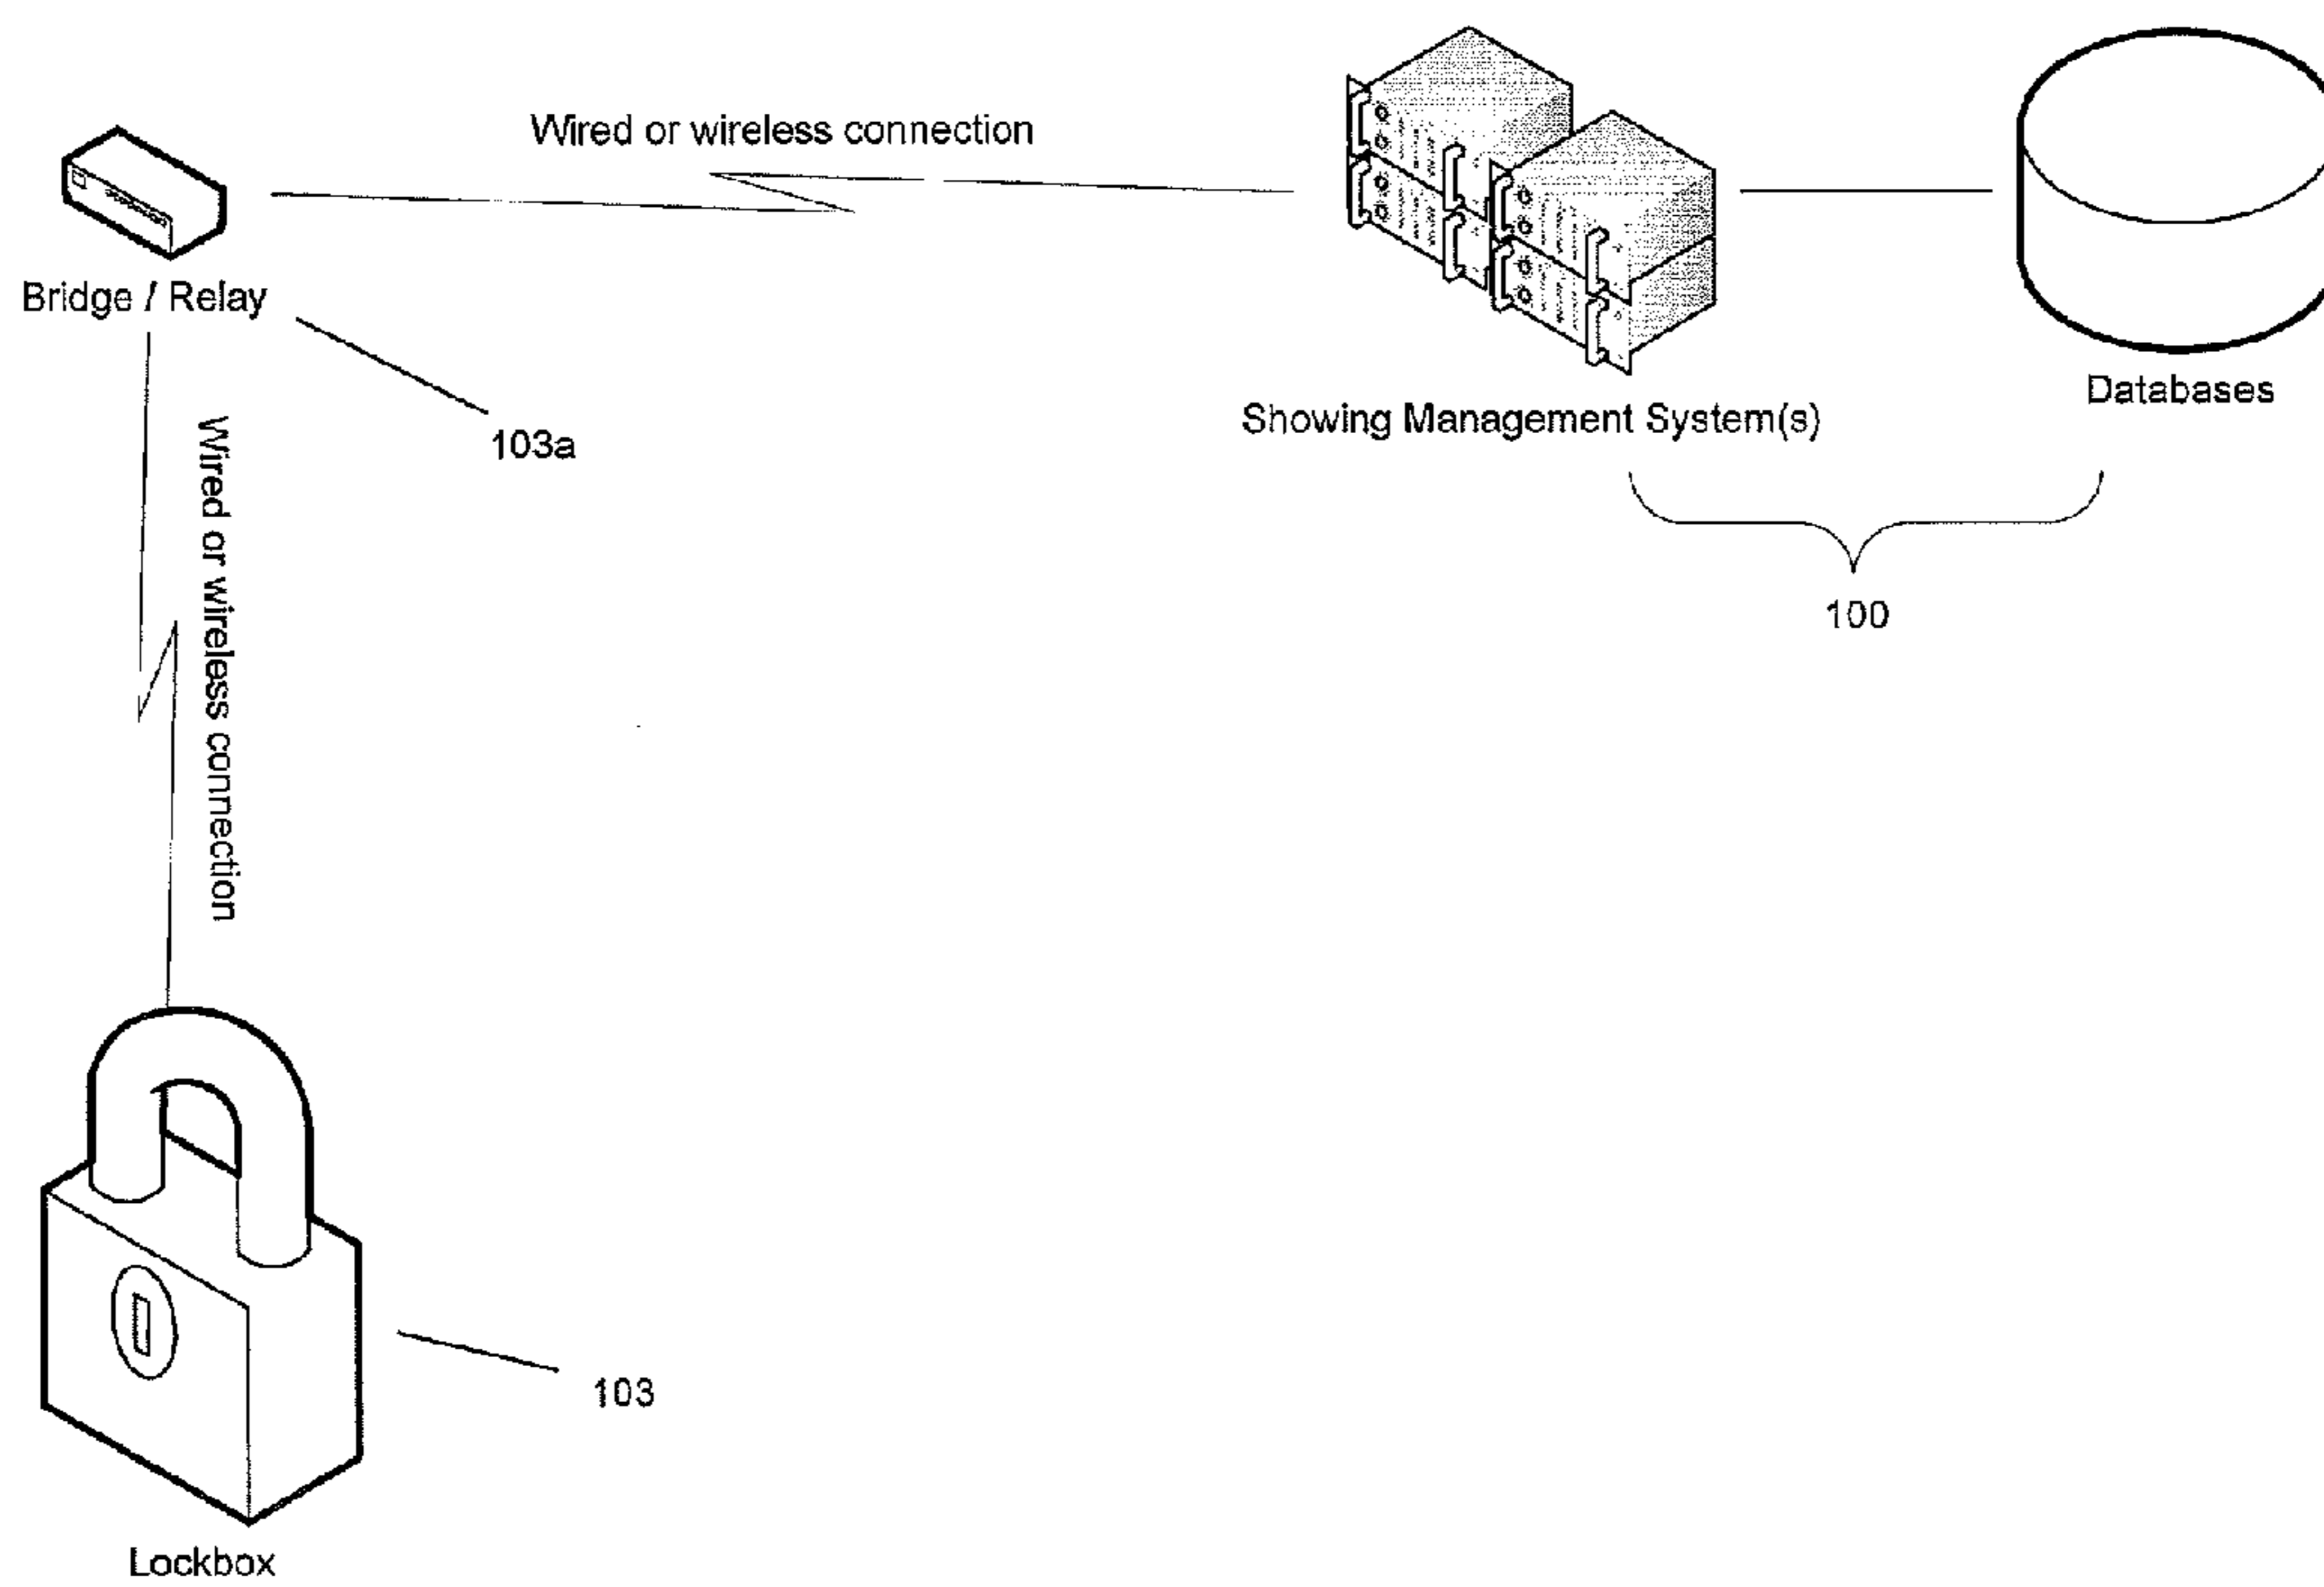 Wired or wireless connection
Bridge / Relay
103a
Showing Management System(s)
Databases
100
Wired or wireless connection
103
Lockbox